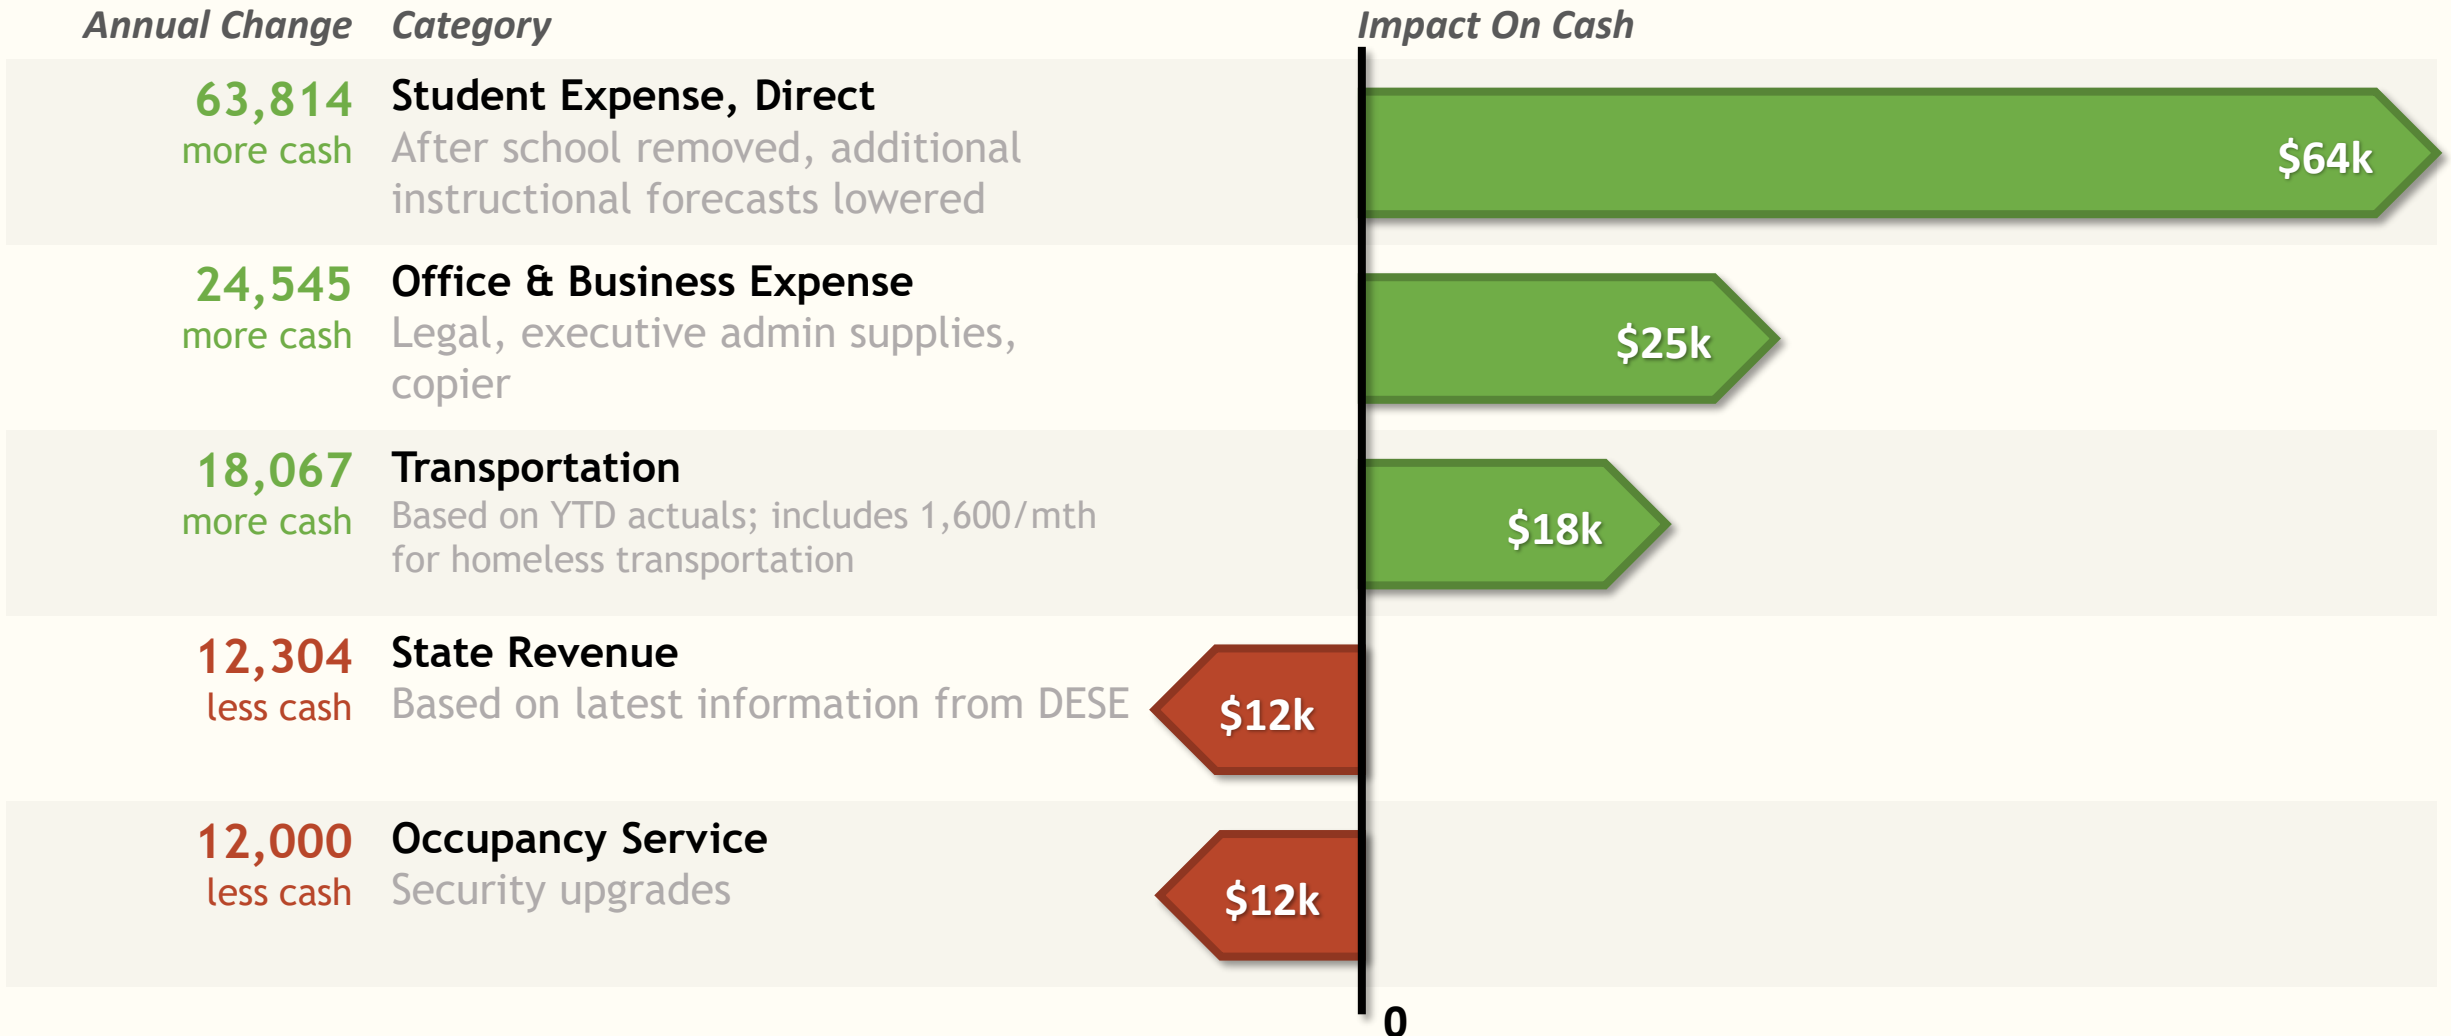 Annual Change Category Impact On Cash
63,814 Student Expense, Direct
more cash After school removed, additional
instructional forecasts lowered
$64k
24,545 Office & Business Expense
more cash Legal, executive admin supplies,
copier
$25k
18,067 Transportation
more cash Based on YTD actuals; includes 1,600/mth
for homeless transportation
$18k
12,304 State Revenue
less cash Based on latest information from DESE
$12k
12,000 Occupancy Service
less cash Security upgrades
$12k
0